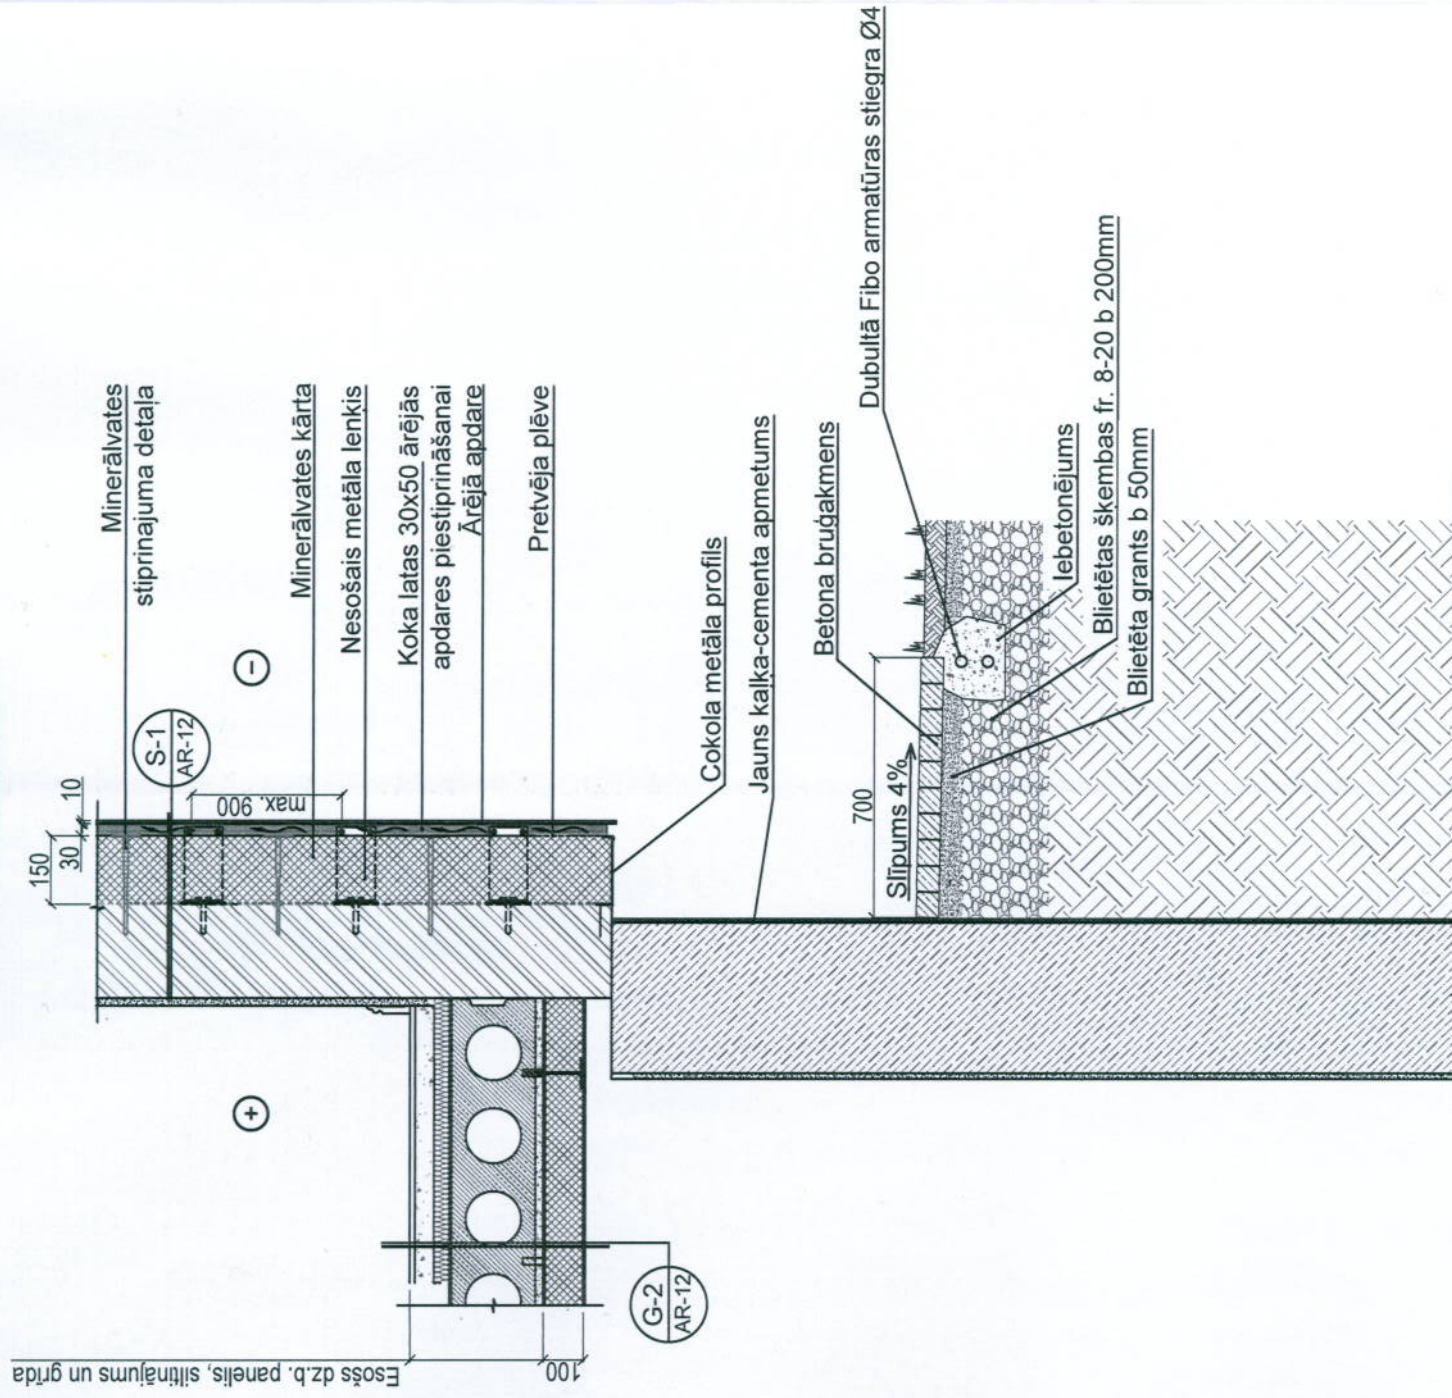 Esošs dz.b. panelis, siltinājums un grīda
100
G-2
AR-12
+
−
S-1
AR-12
150
30
10
max. 900
Minerālvates
stiprinajuma detaļa
Minerālvates kārta
Nesošais metāla leņķis
Koka latas 30x50 ārējās
apdares piestiprināšanai
Ārējā apdare
Pretvēja plēve
Cokola metāla profils
Jauns kaļķa-cementa apmetums
Betona bruģakmens
Dubultā Fibo armatūras stiegra Ø4
700
Slīpums 4%
Iebetonējums
Blietētas šķembas fr. 8-20 b 200mm
Blietēta grants b 50mm